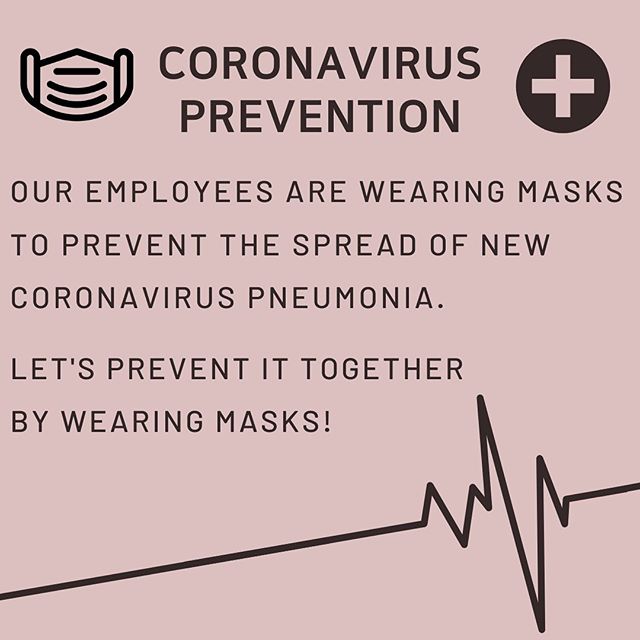 CORONAVIRUS
PREVENTION
OUR EMPLOYEES ARE WEARING MASKS
TO PREVENT THE SPREAD OF NEW
CORONAVIRUS PNEUMONIA.
LET'S PREVENT IT TOGETHER
BY WEARING MASKS!